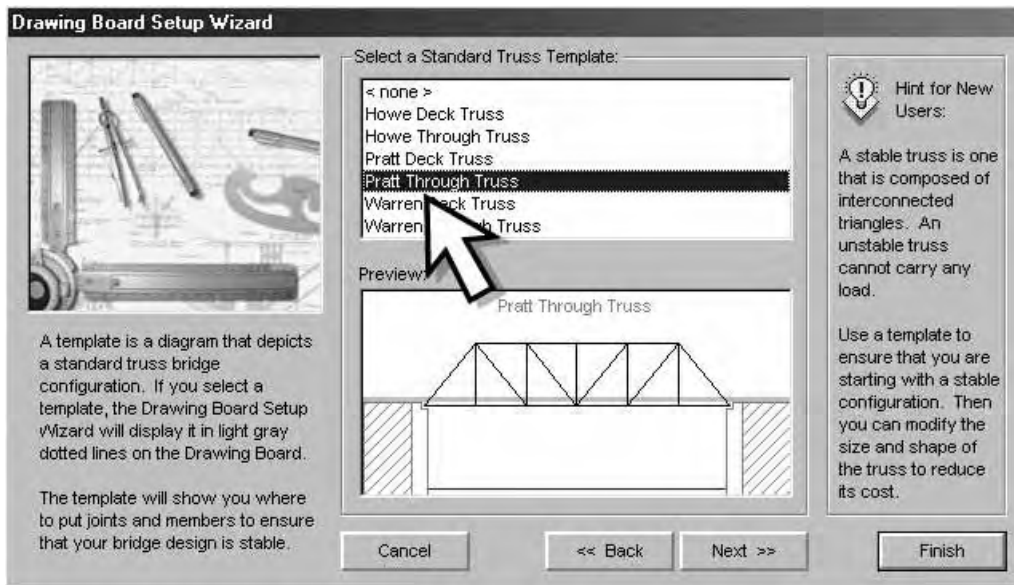 Drawing Board Setup Wizard
A template is a diagram that depicts
a standard truss bridge
configuration. If you select a
template, the Drawing Board Setup
Wizard will display it in light gray
dotted lines on the Drawing Board.
The template will show you where
to put joints and members to ensure
that your bridge design is stable.
Select a Standard Truss Template:
< none >
Howe Deck Truss
Howe Through Truss
Pratt Deck Truss
Pratt Through Truss
Warren Deck Truss
Warren Through Truss
Preview:
Pratt Through Truss
Hint for New
Users:
A stable truss is one
that is composed of
interconnected
triangles. An
unstable truss
cannot carry any
load.
Use a template to
ensure that you are
starting with a stable
configuration. Then
you can modify the
size and shape of
the truss to reduce
its cost.
Cancel
<< Back
Next >>
Finish